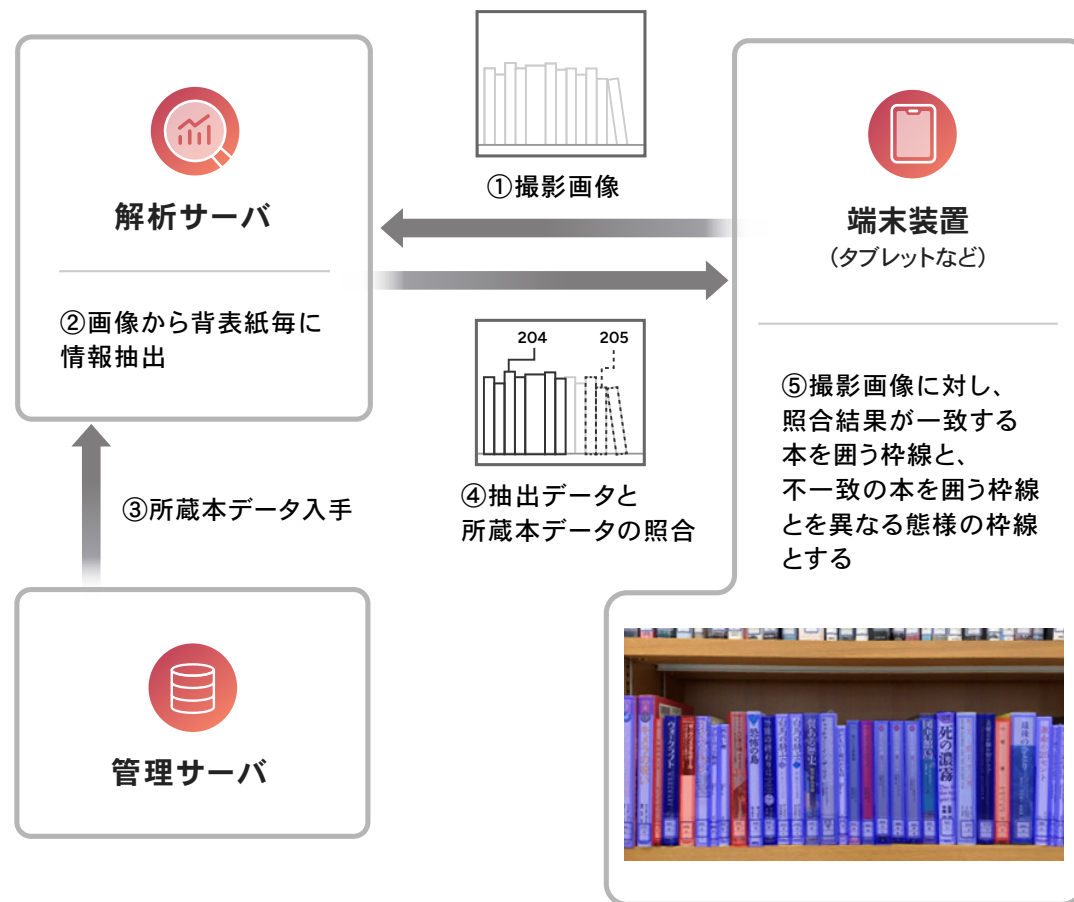 ①撮影画像
解析サーバ
②画像から背表紙毎に
情報抽出
端末装置
（タブレットなど）
204
205
④抽出データと
所蔵本データの照合
③所蔵本データ入手
⑤撮影画像に対し、
照合結果が一致する
本を囲う枠線と、
不一致の本を囲う枠線
とを異なる態様の枠線
とする
管理サーバ
恐怖の島
死の濃霧